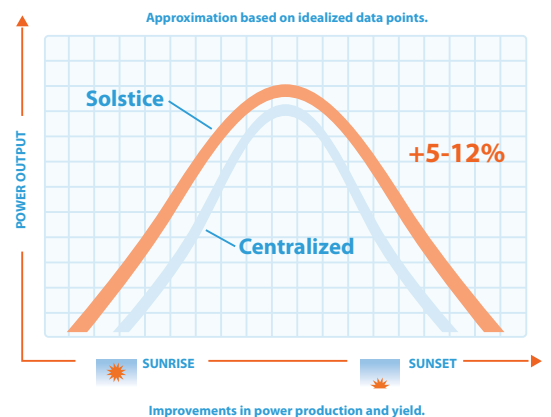 Approximation based on idealized data points.
Solstice
+5-12%
Centralized
POWER OUTPUT
SUNRISE
SUNSET
Improvements in power production and yield.